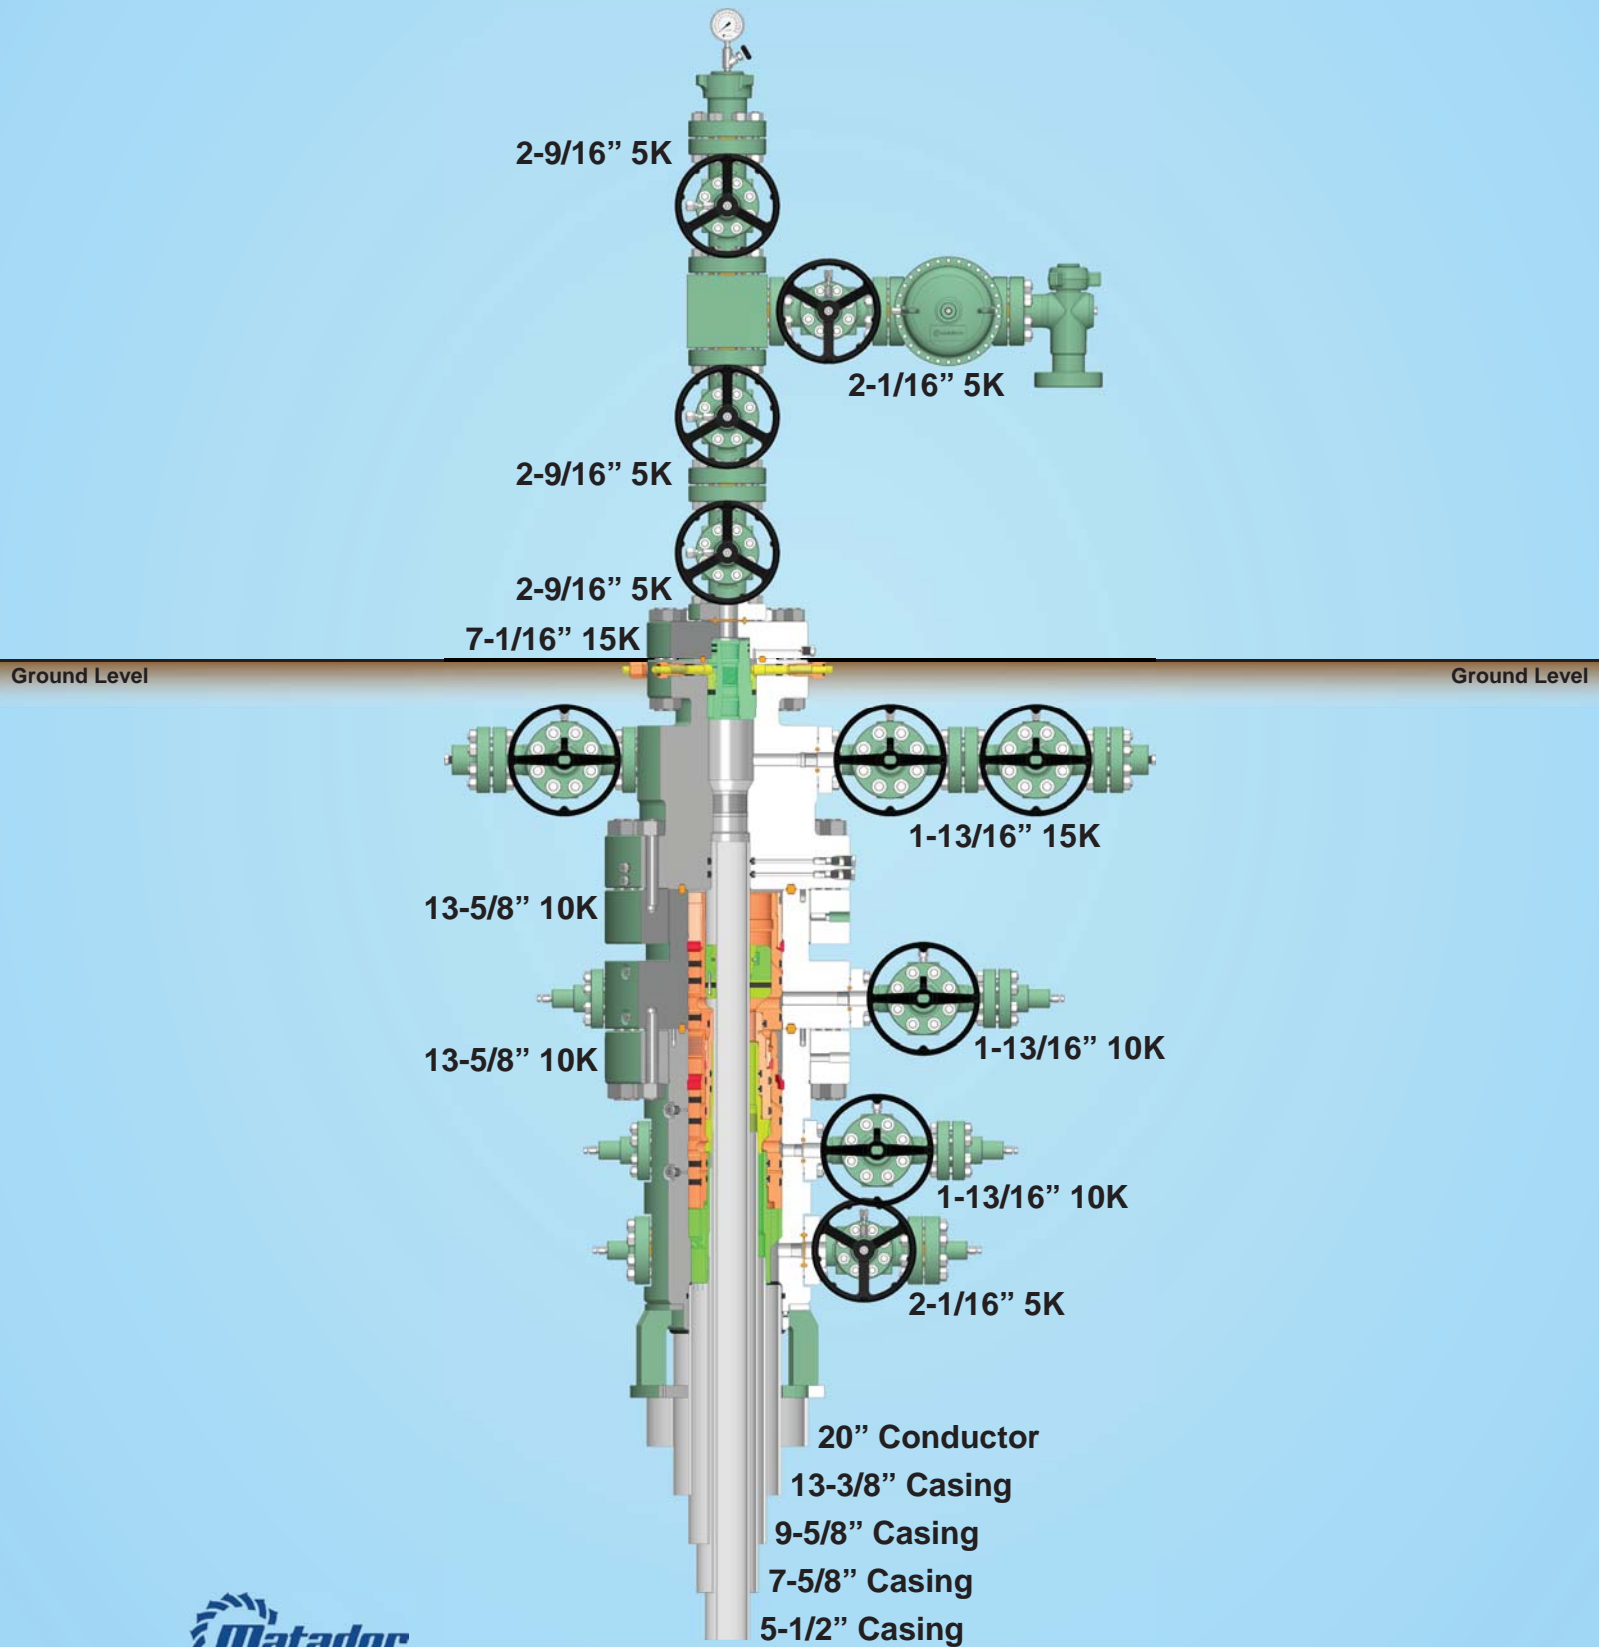 2-9/16” 5K
2-1/16” 5K
2-9/16” 5K
2-9/16” 5K
7-1/16” 15K
Ground Level
Ground Level
1-13/16” 15K
13-5/8” 10K
1-13/16” 10K
13-5/8” 10K
1-13/16” 10K
2-1/16” 5K
20” Conductor
13-3/8” Casing
9-5/8” Casing
7-5/8” Casing
5-1/2” Casing
Matador